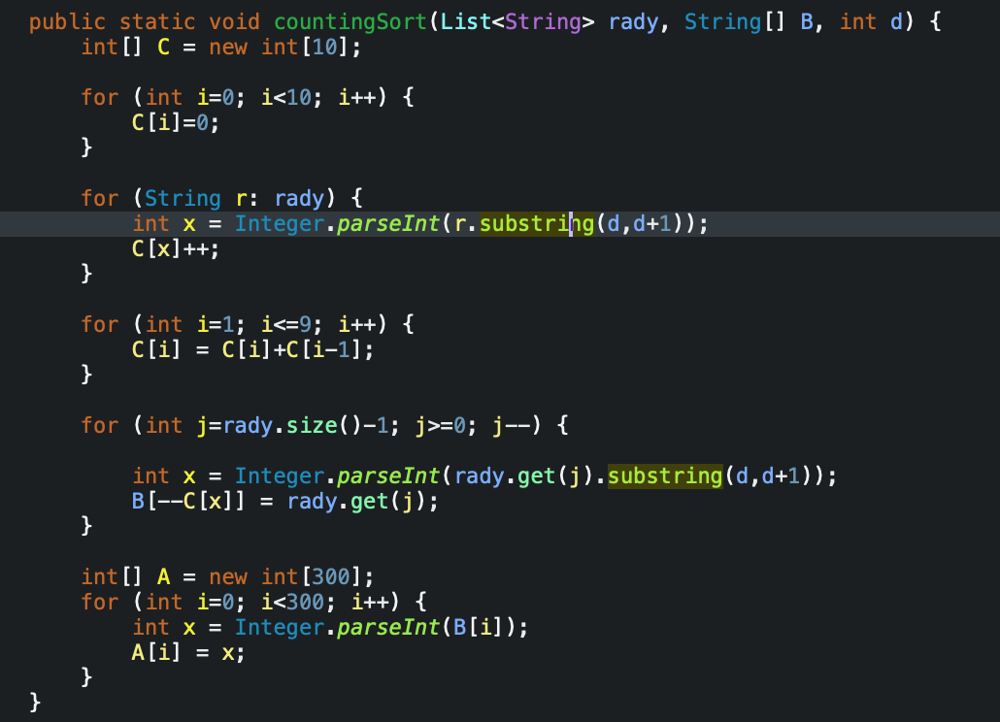 public static void countingSort(List<String> rady, String[] B, int d) {
    int[] C = new int[10];

    for (int i=0; i<10; i++) {
        C[i]=0;
    }

    for (String r: rady) {
        int x = Integer.parseInt(r.substring(d,d+1));
        C[x]++;
    }

    for (int i=1; i<=9; i++) {
        C[i] = C[i]+C[i-1];
    }

    for (int j=rady.size()-1; j>=0; j--) {

        int x = Integer.parseInt(rady.get(j).substring(d,d+1));
        B[--C[x]] = rady.get(j);
    }

    int[] A = new int[300];
    for (int i=0; i<300; i++) {
        int x = Integer.parseInt(B[i]);
        A[i] = x;
    }
}